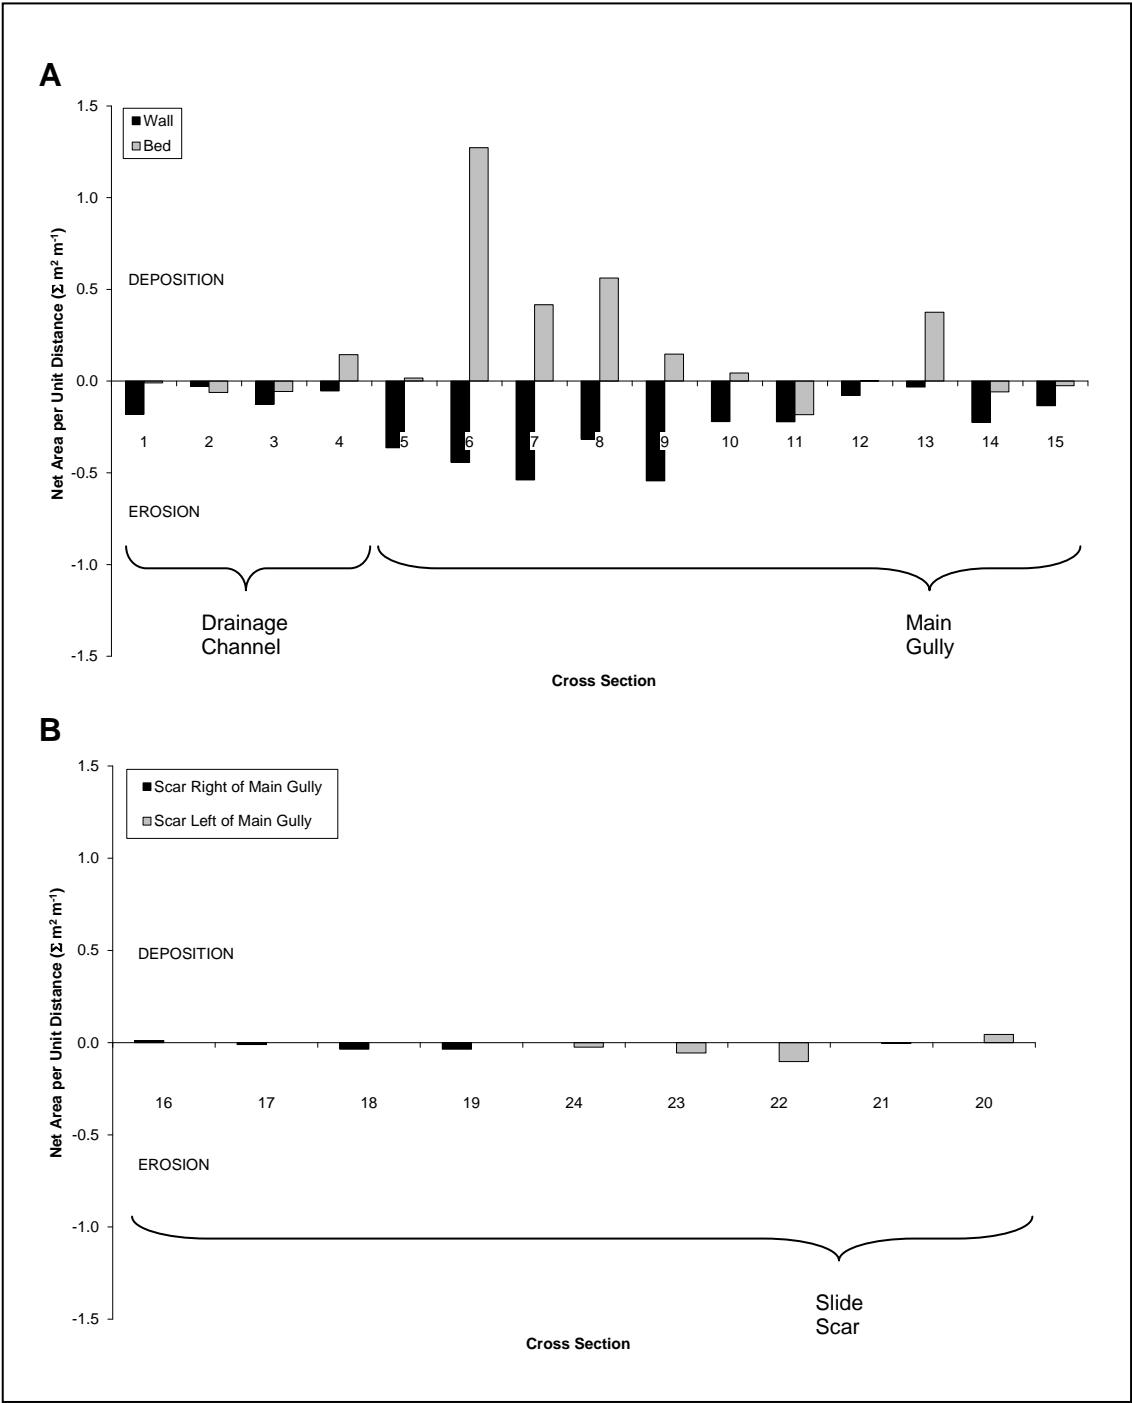 A
1.5
Wall
Bed
1.0
DEPOSITION
0.5
0.0
1 2 3 4 5 6 7 8 9 10 11 12 13 14 15
-0.5
EROSION
-1.0
Drainage
Channel
Main
Gully
-1.5
Net Area per Unit Distance (Σ m² m⁻¹)
Cross Section
B
1.5
Scar Right of Main Gully
Scar Left of Main Gully
1.0
DEPOSITION
0.5
0.0
16 17 18 19 24 23 22 21 20
-0.5
EROSION
-1.0
Slide
Scar
-1.5
Net Area per Unit Distance (Σ m² m⁻¹)
Cross Section